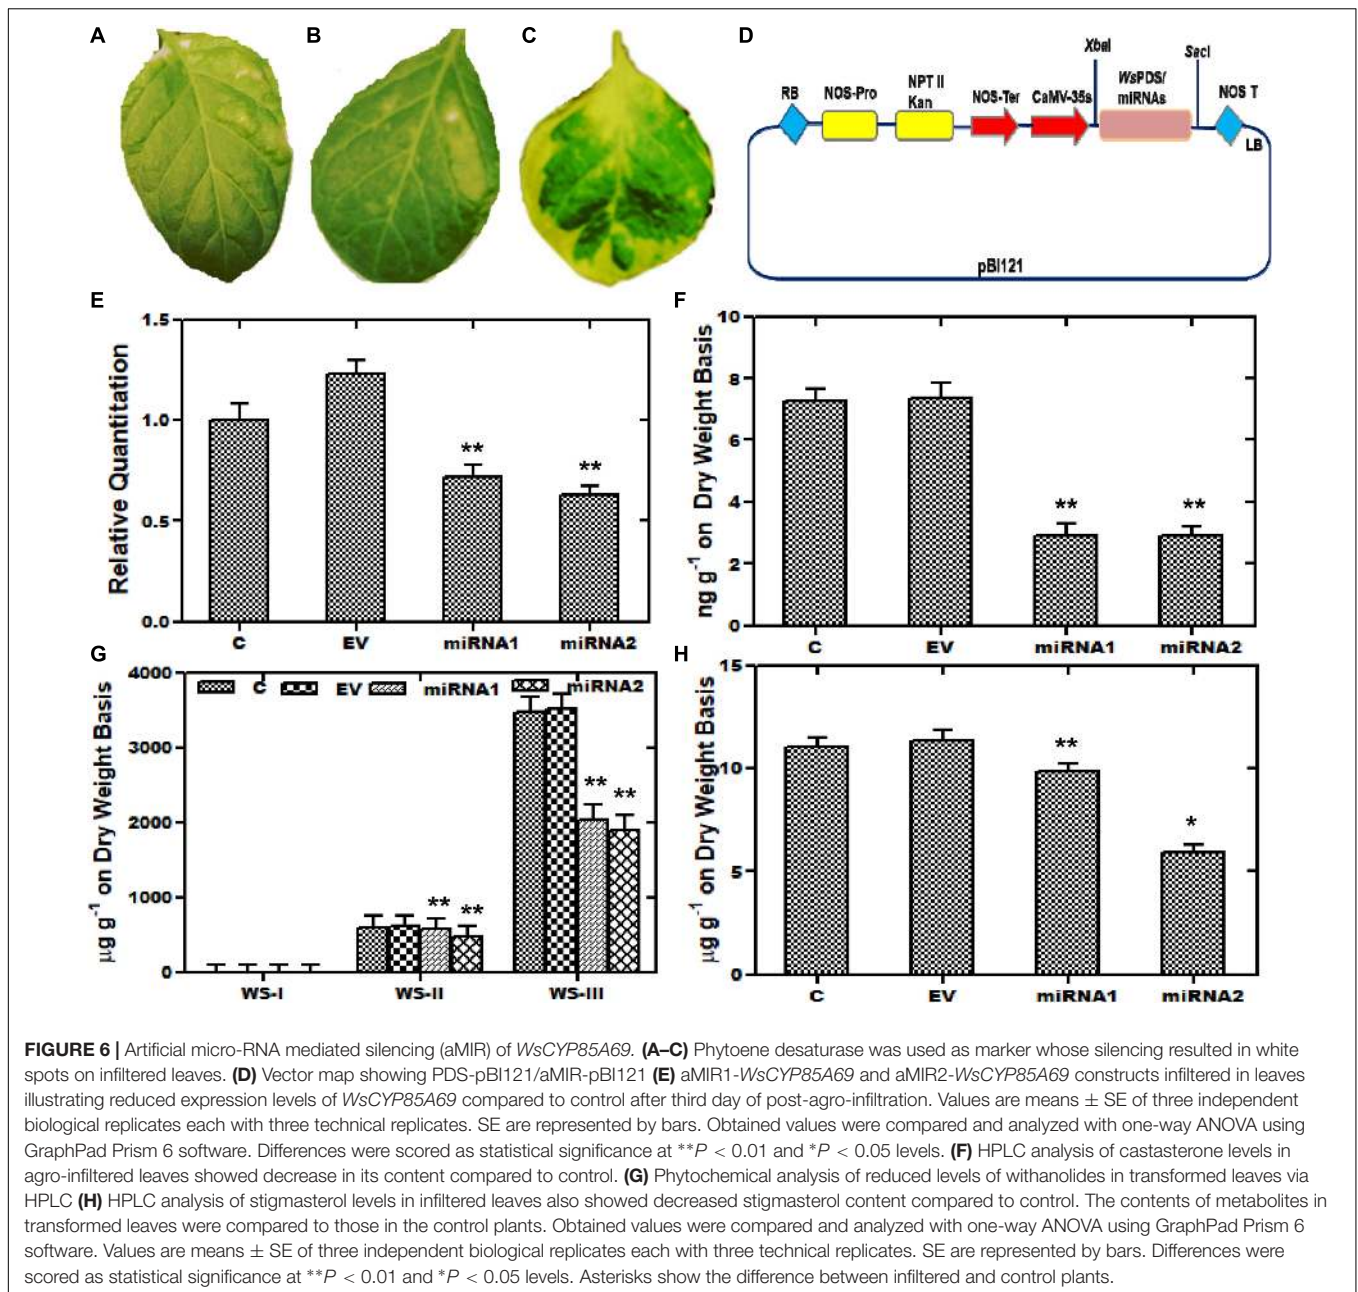 A
B
C
D
XbaI
SacI
RB
NOS-Pro
NPT II
Kan
NOS-Ter
CaMV-35s
WsPDS/
miRNAs
NOS T
LB
pBI121
E
Relative Quantitation
1.5
1.0
0.5
0.0
**
**
C EV miRNA1 miRNA2
F
ng g-1 on Dry Weight Basis
10
8
6
4
2
0
**
**
C EV miRNA1 miRNA2
G
µg g-1 on Dry Weight Basis
4000
3000
2000
1000
0
C EV miRNA1 miRNA2
**
**
**
**
WS-I WS-II WS-III
H
µg g-1 on Dry Weight Basis
15
10
5
0
**
*
C EV miRNA1 miRNA2
FIGURE 6 | Artificial micro-RNA mediated silencing (aMIR) of WsCYP85A69. (A–C) Phytoene desaturase was used as marker whose silencing resulted in white
spots on infiltered leaves. (D) Vector map showing PDS-pBI121/aMIR-pBI121 (E) aMIR1-WsCYP85A69 and aMIR2-WsCYP85A69 constructs infiltered in leaves
illustrating reduced expression levels of WsCYP85A69 compared to control after third day of post-agro-infiltration. Values are means ± SE of three independent
biological replicates each with three technical replicates. SE are represented by bars. Obtained values were compared and analyzed with one-way ANOVA using
GraphPad Prism 6 software. Differences were scored as statistical significance at **P < 0.01 and *P < 0.05 levels. (F) HPLC analysis of castasterone levels in
agro-infiltered leaves showed decrease in its content compared to control. (G) Phytochemical analysis of reduced levels of withanolides in transformed leaves via
HPLC (H) HPLC analysis of stigmasterol levels in infiltered leaves also showed decreased stigmasterol content compared to control. The contents of metabolites in
transformed leaves were compared to those in the control plants. Obtained values were compared and analyzed with one-way ANOVA using GraphPad Prism 6
software. Values are means ± SE of three independent biological replicates each with three technical replicates. SE are represented by bars. Differences were
scored as statistical significance at **P < 0.01 and *P < 0.05 levels. Asterisks show the difference between infiltered and control plants.